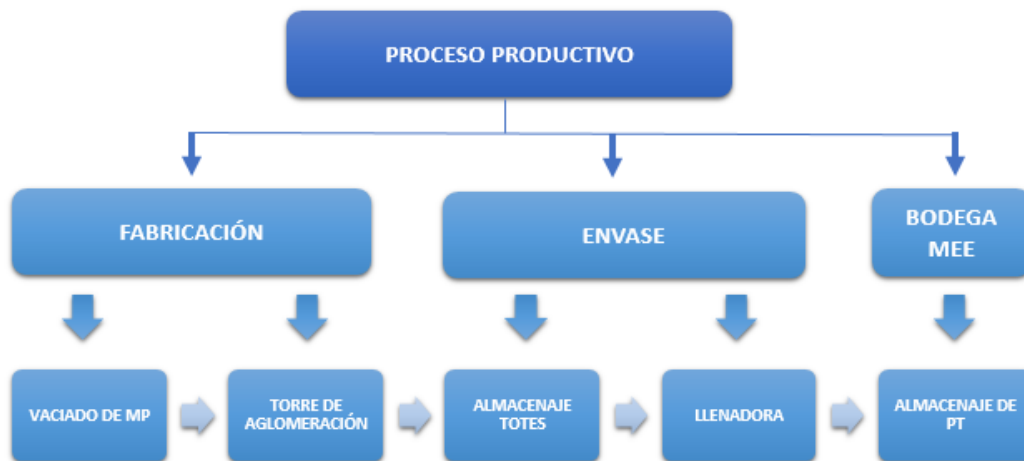 PROCESO PRODUCTIVO
FABRICACIÓN
ENVASE
BODEGA
MEE
VACIADO DE MP
TORRE DE
AGLOMERACIÓN
ALMACENAJE
TOTES
LLENADORA
ALMACENAJE DE
PT